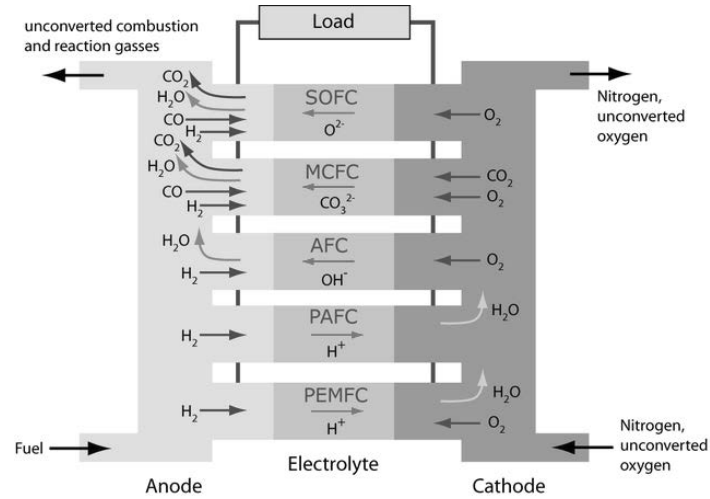 unconverted combustion
and reaction gasses
Load
CO2
H2O
CO
H2
SOFC
O2-
O2
Nitrogen,
unconverted
oxygen
CO2
H2O
CO
H2
MCFC
CO32-
CO2
O2
H2O
H2
AFC
OH-
O2
H2
PAFC
H+
H2O
H2
PEMFC
H+
H2O
O2
Fuel
Nitrogen,
unconverted
oxygen
Anode
Electrolyte
Cathode